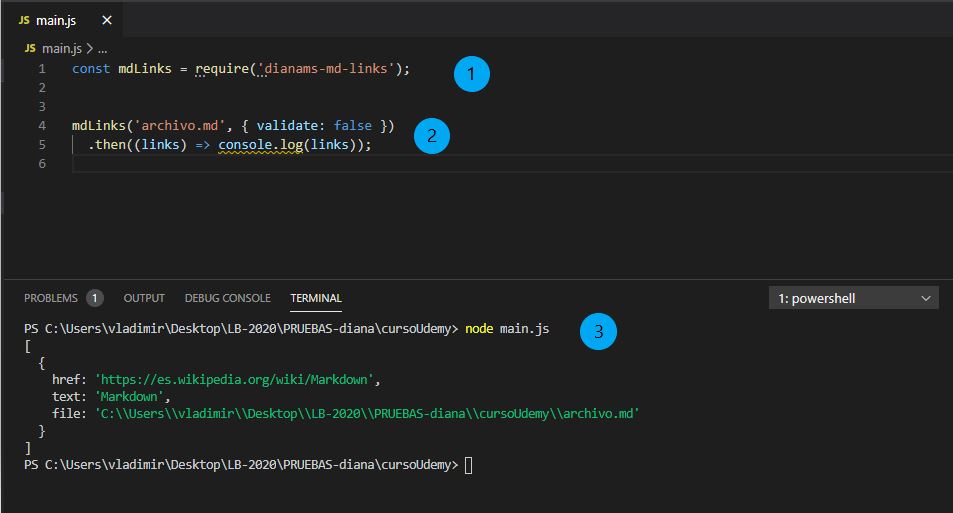 JS main.js ×
JS main.js > ...
1 const mdLinks = require('dianams-md-links'); 1
2
3
4 mdLinks('archivo.md', { validate: false })
5 .then((links) => console.log(links)); 2
6
PROBLEMS 1 OUTPUT DEBUG CONSOLE TERMINAL 1: powershell
PS C:\Users\vladimir\Desktop\LB-2020\PRUEBAS-diana\cursoUdemy> node main.js 3
[
{
href: 'https://es.wikipedia.org/wiki/Markdown',
text: 'Markdown',
file: 'C:\\Users\\vladimir\\Desktop\\LB-2020\\PRUEBAS-diana\\cursoUdemy\\archivo.md'
}
]
PS C:\Users\vladimir\Desktop\LB-2020\PRUEBAS-diana\cursoUdemy>